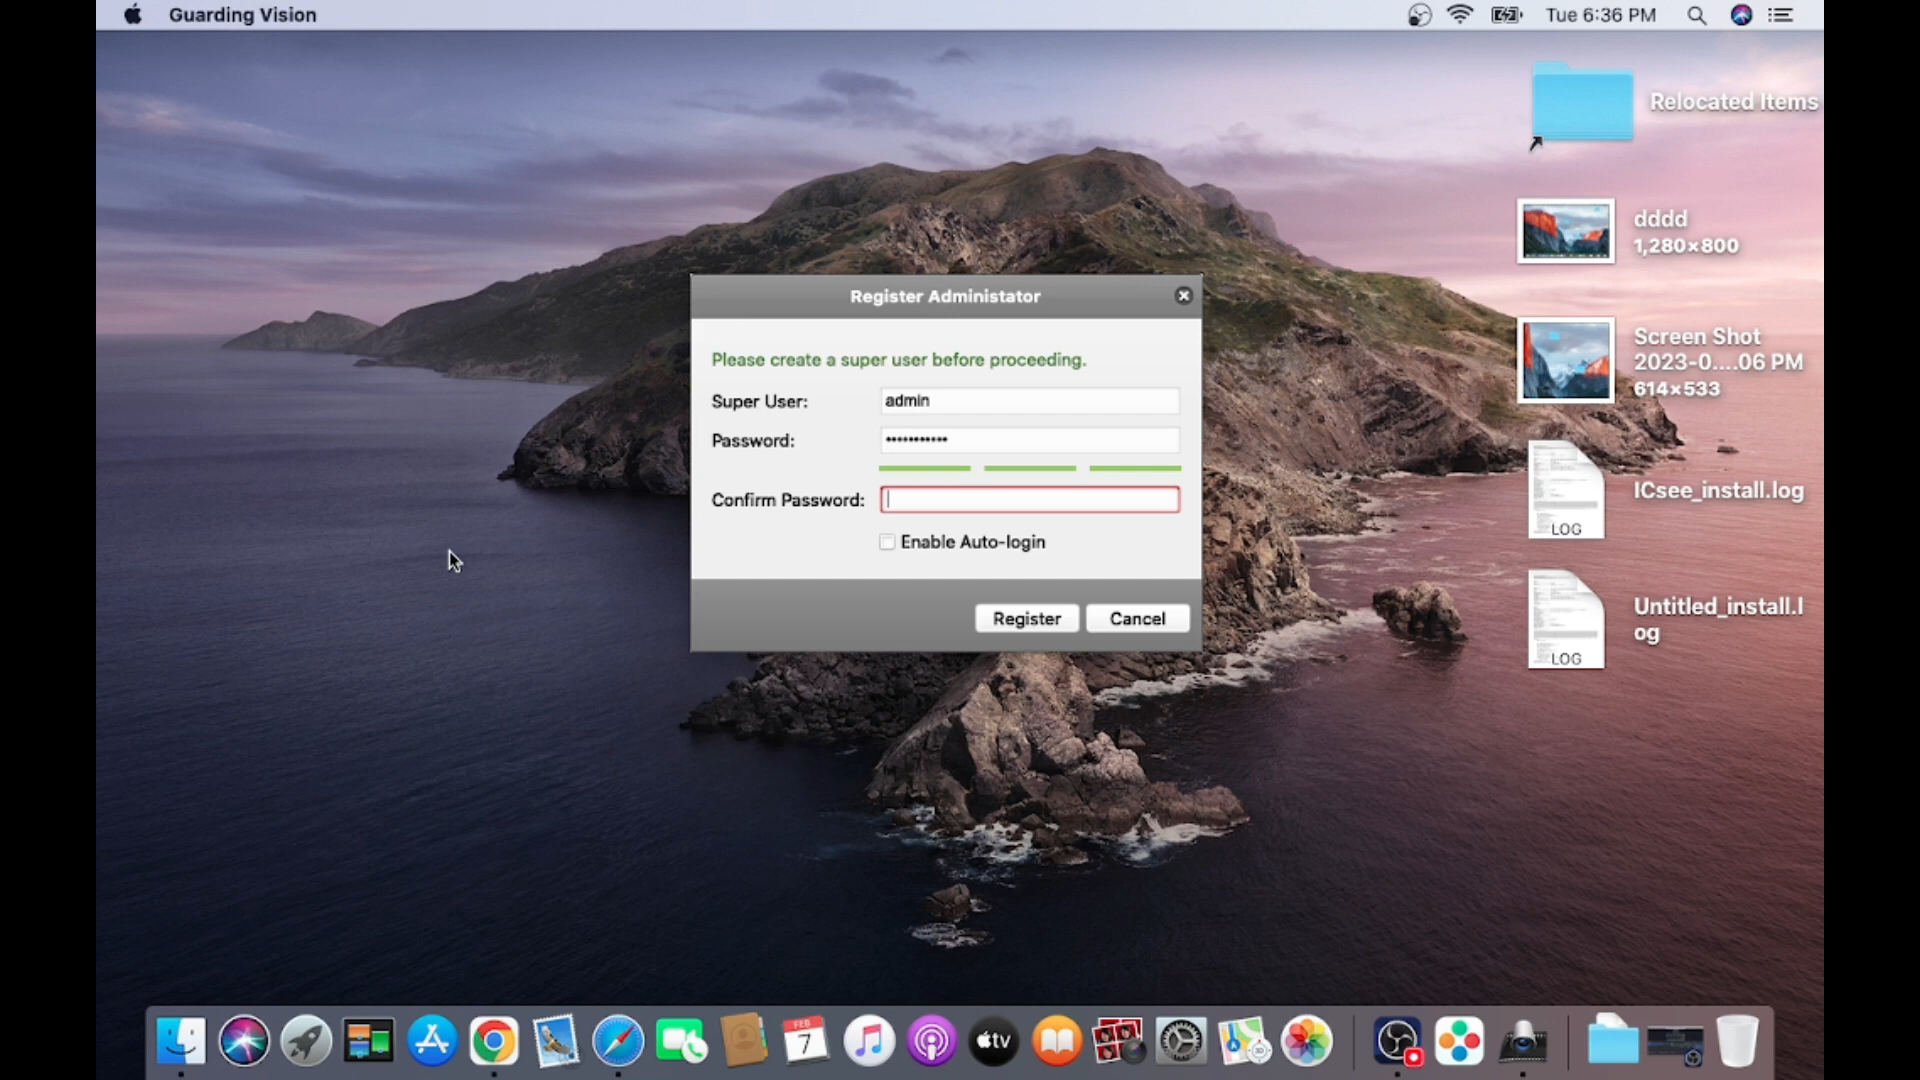 Guarding Vision
Tue 6:36 PM
Relocated Items
dddd
1,280×800
Register Administator
Please create a super user before proceeding.
Super User: admin
Password: •••••••••••
Confirm Password:
Enable Auto-login
Register Cancel
Screen Shot
2023-0....06 PM
614×533
LOG
ICsee_install.log
LOG
Untitled_install.l
og
FEB
7
tv